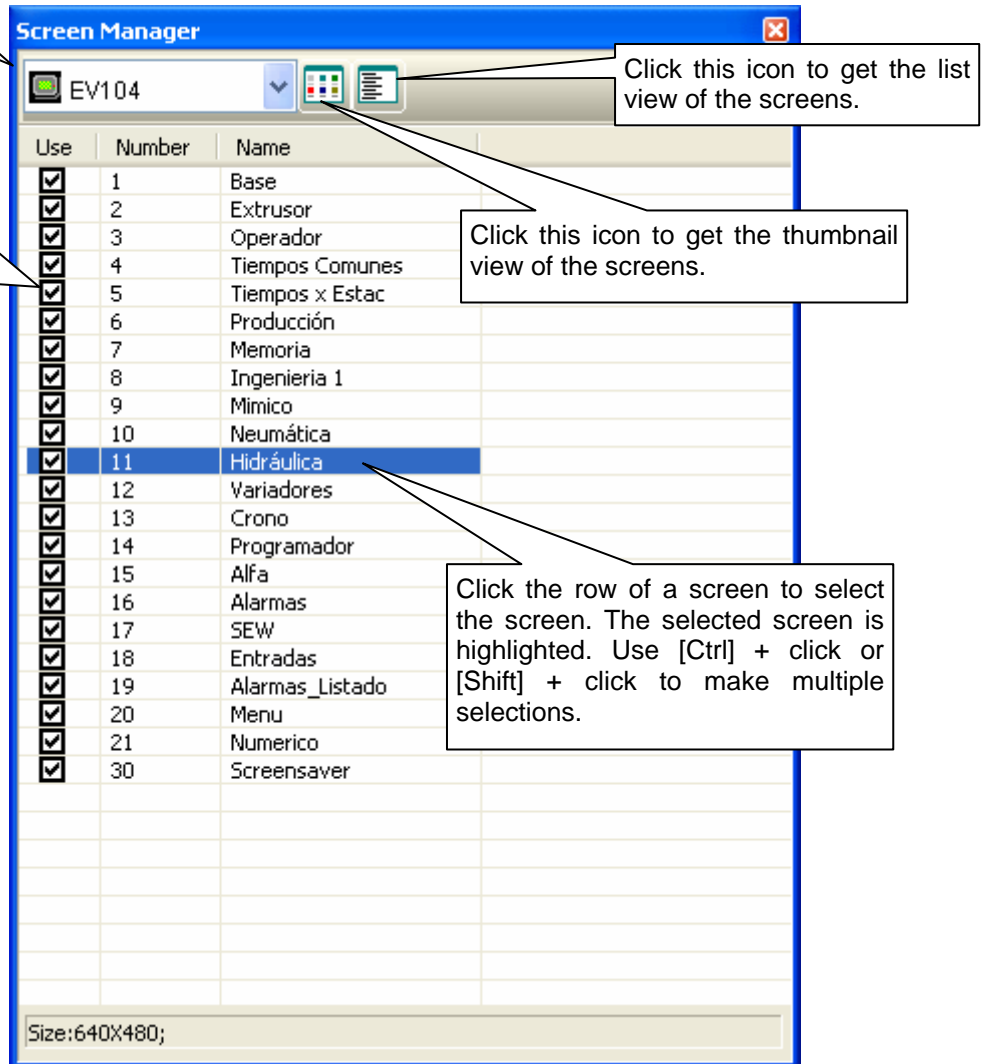 Screen Manager
EV104
Click this icon to get the list
view of the screens.
Use Number Name
1 Base
2 Extrusor
3 Operador
4 Tiempos Comunes
5 Tiempos x Estac
6 Producción
7 Memoria
8 Ingenieria 1
9 Mimico
10 Neumática
11 Hidráulica
12 Variadores
13 Crono
14 Programador
15 Alfa
16 Alarmas
17 SEW
18 Entradas
19 Alarmas_Listado
20 Menu
21 Numerico
30 Screensaver
Click this icon to get the thumbnail
view of the screens.
Click the row of a screen to select
the screen. The selected screen is
highlighted. Use [Ctrl] + click or
[Shift] + click to make multiple
selections.
Size:640X480;